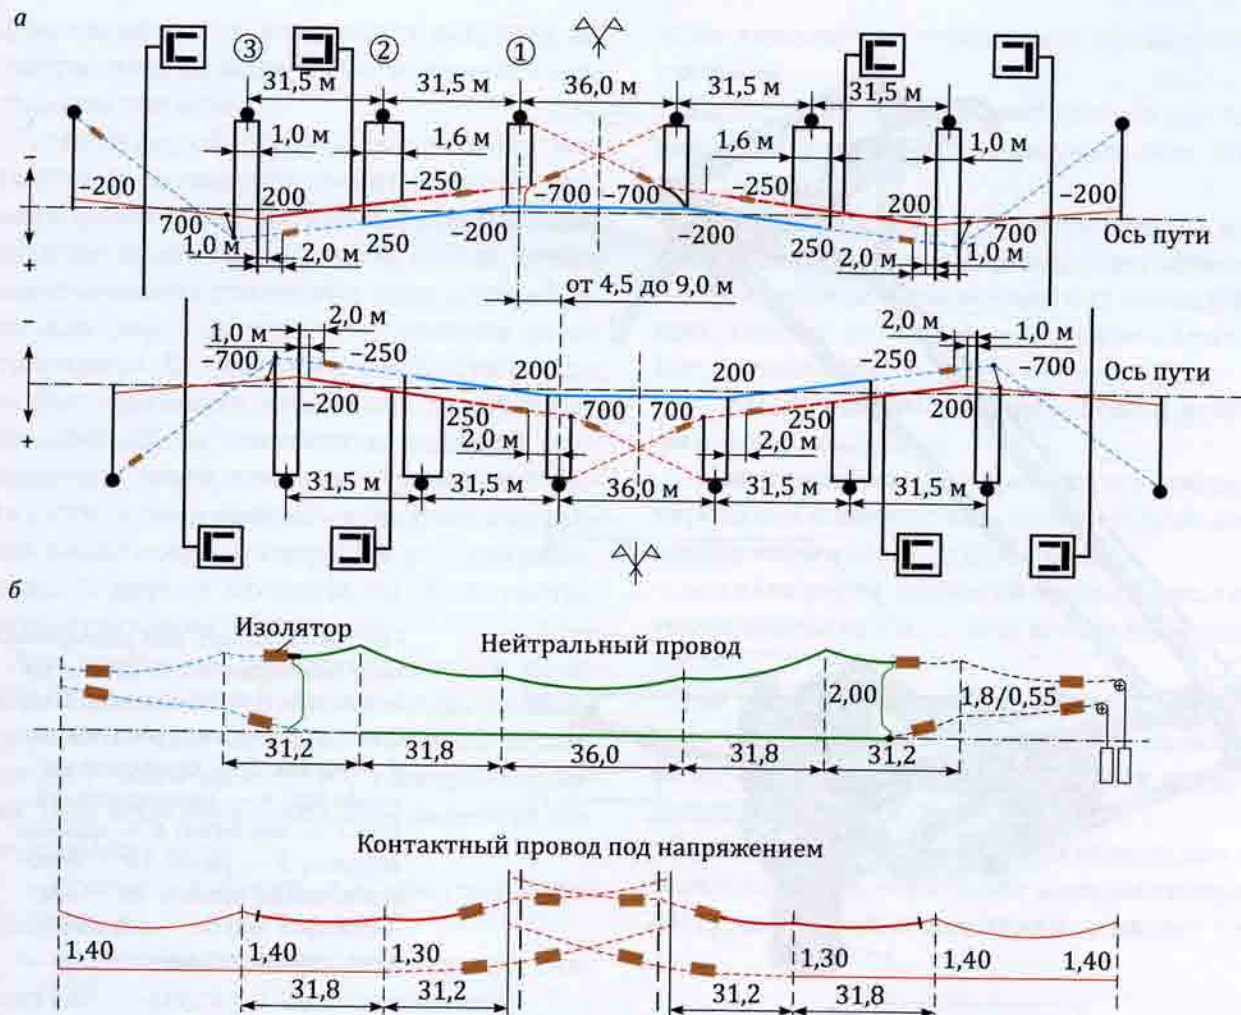 а
③ ② ①
31,5 м 31,5 м 36,0 м 31,5 м 31,5 м
1,0 м 1,6 м 1,6 м 1,0 м
−
−200 200 −250 −700 −700 −250 200 −200
700 250 −200 −200 250 700
Ось пути
1,0 м 2,0 м 2,0 м 1,0 м
+
от 4,5 до 9,0 м
−
1,0 м 2,0 м 2,0 м 1,0 м
−700 −250 200 200 −250 −700
Ось пути
−200 250 700 700 250 200
+
2,0 м 2,0 м
31,5 м 31,5 м 36,0 м 31,5 м 31,5 м
б
Изолятор
Нейтральный провод
2,00 1,8/0,55
31,2 31,8 36,0 31,8 31,2
Контактный провод под напряжением
1,40 1,40 1,30 1,30 1,40 1,40
31,8 31,2 31,2 31,8